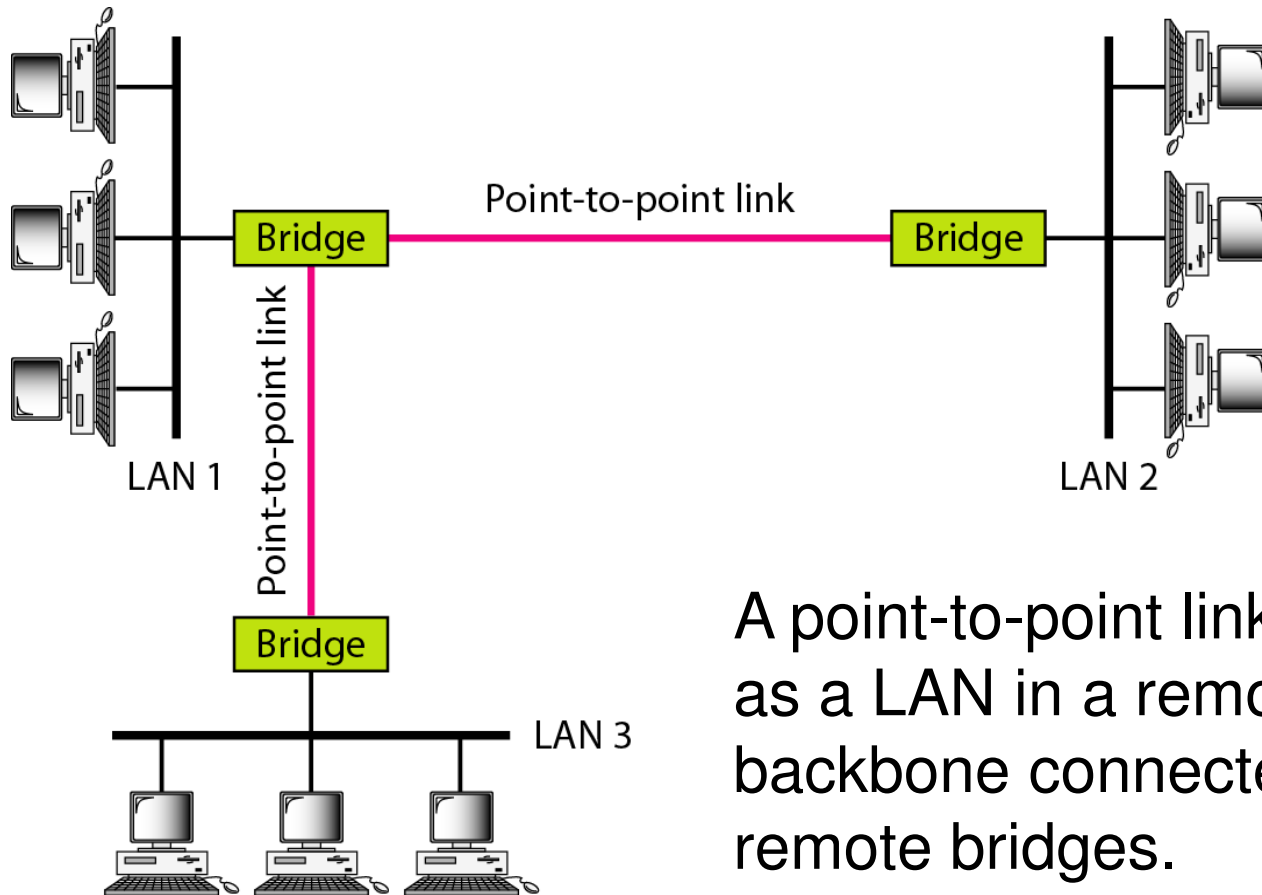 Point-to-point link
Bridge
Bridge
Point-to-point link
LAN 1
LAN 2
Bridge
LAN 3
A point-to-point link
as a LAN in a
backbone
remote bridges.